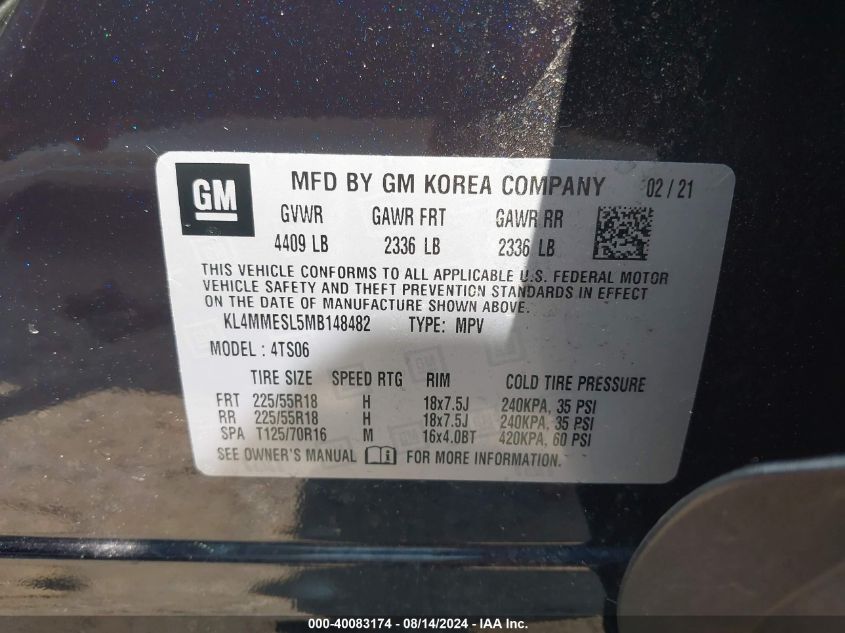 GM MFD BY GM KOREA COMPANY 02/21
GVWR GAWR FRT GAWR RR
4409 LB 2336 LB 2336 LB
THIS VEHICLE CONFORMS TO ALL APPLICABLE U.S. FEDERAL MOTOR
VEHICLE SAFETY AND THEFT PREVENTION STANDARDS IN EFFECT
ON THE DATE OF MANUFACTURE SHOWN ABOVE.
KL4MMESL5MB148482 TYPE: MPV
MODEL: 4TS06
TIRE SIZE SPEED RTG RIM COLD TIRE PRESSURE
FRT 225/55R18 H 18x7.5J 240KPA, 35 PSI
RR 225/55R18 H 18x7.5J 240KPA, 35 PSI
SPA T125/70R16 M 16x4.0BT 420KPA, 60 PSI
SEE OWNER'S MANUAL FOR MORE INFORMATION.
000-40083174 - 08/14/2024 - IAA Inc.